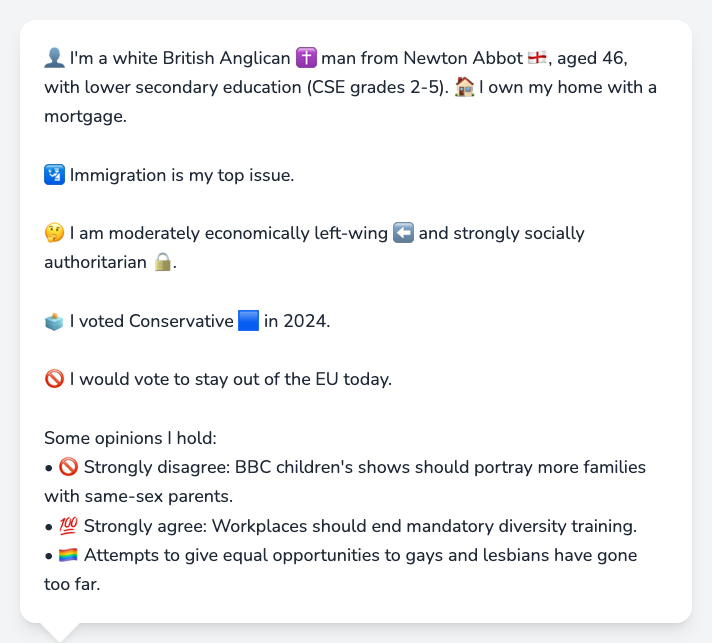 👤 I'm a white British Anglican ✝️ man from Newton Abbot 🏴󠁧󠁢󠁥󠁮󠁧󠁿, aged 46,
with lower secondary education (CSE grades 2-5). 🏠 I own my home with a
mortgage.
🛂 Immigration is my top issue.
🤔 I am moderately economically left-wing ⬅️ and strongly socially
authoritarian 🔒.
🗳️ I voted Conservative 🟦 in 2024.
🚫 I would vote to stay out of the EU today.
Some opinions I hold:
• 🚫 Strongly disagree: BBC children's shows should portray more families
with same-sex parents.
• 💯 Strongly agree: Workplaces should end mandatory diversity training.
• 🏳️‍🌈 Attempts to give equal opportunities to gays and lesbians have gone
too far.